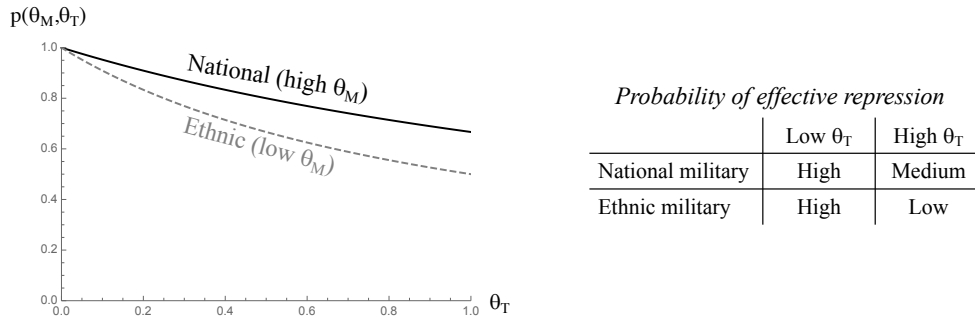 p(θM,θT)
1.0
0.8
0.6
0.4
0.2
0.0
National (high θM)
Ethnic (low θM)
0.0 0.2 0.4 0.6 0.8 1.0
θT
Probability of effective repression
Low θT High θT
National military High Medium
Ethnic military High Low